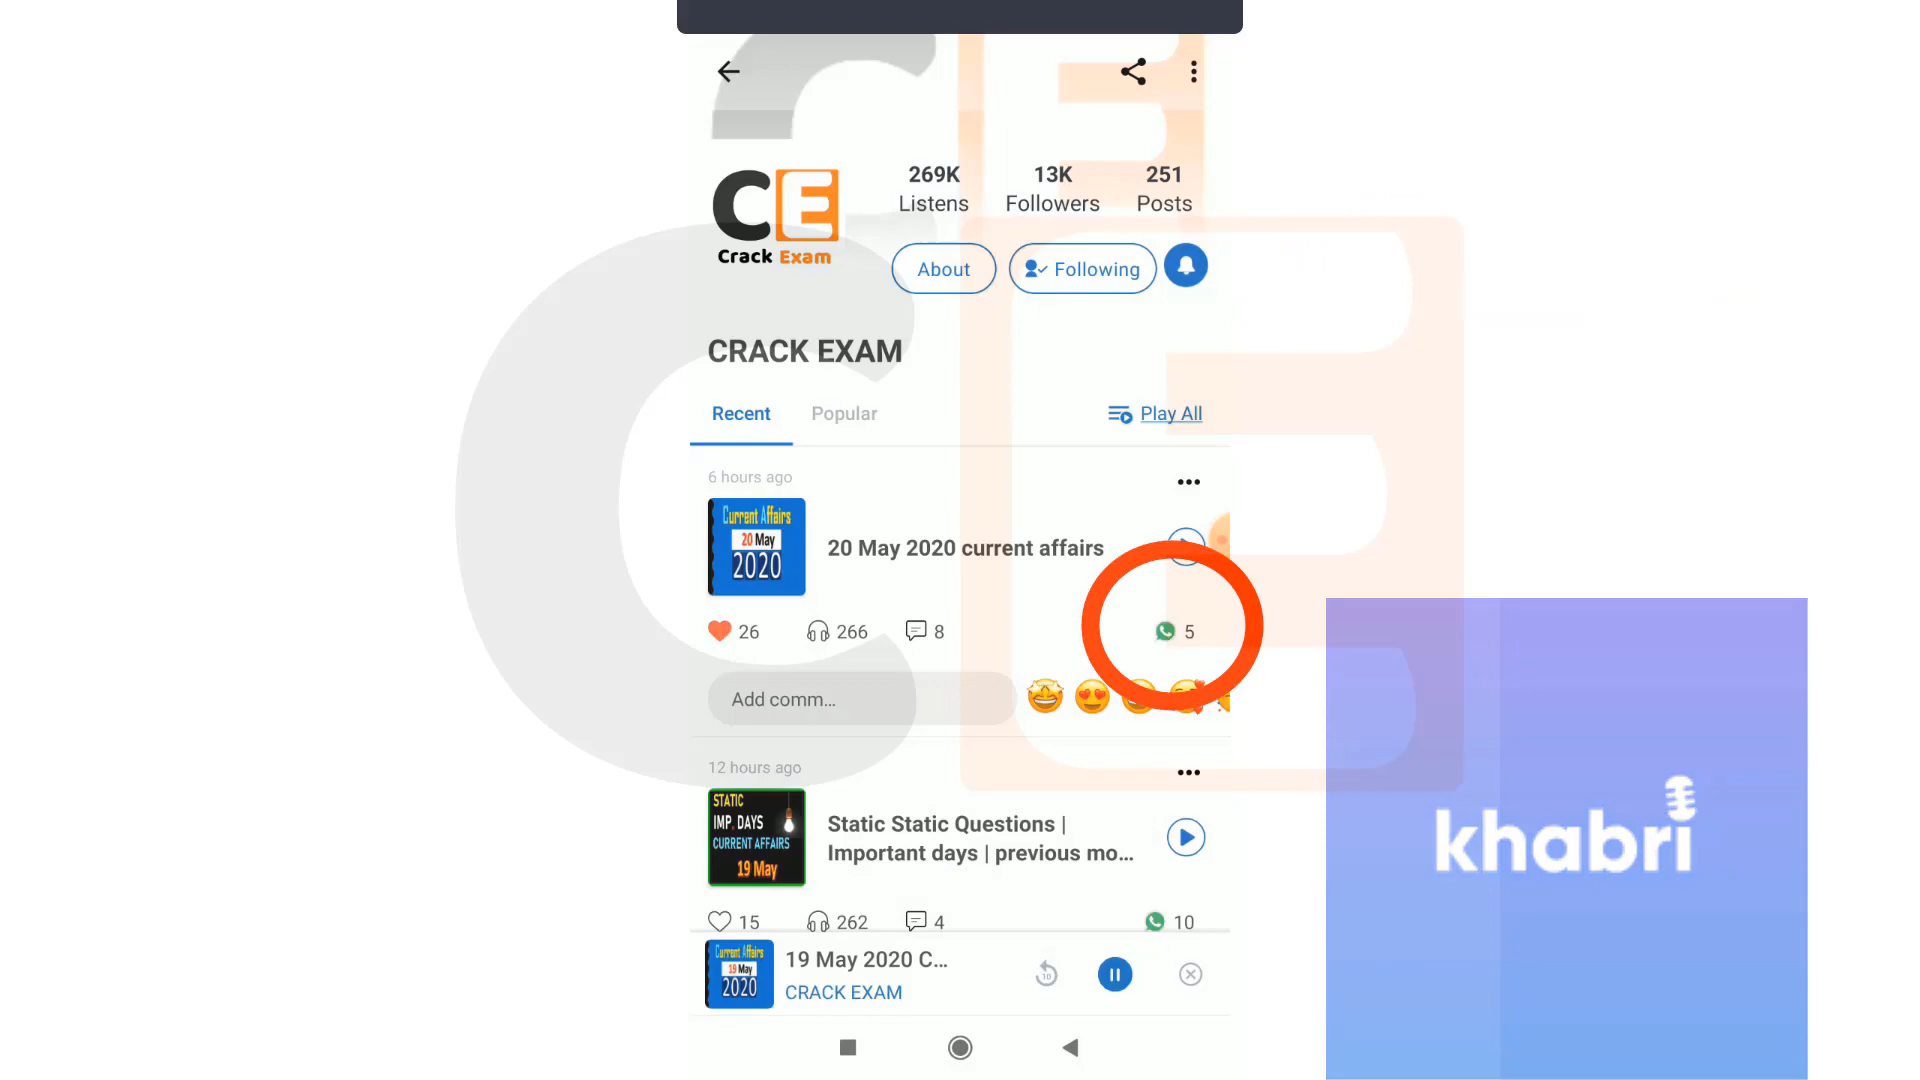 CE
Crack Exam
269K 13K 251
Listens Followers Posts
About Following
CRACK EXAM
Recent Popular Play All
6 hours ago
Current Affairs
20 May
2020
20 May 2020 current affairs
26 266 8 5
Add comm...
12 hours ago
STATIC
IMP. DAYS
CURRENT AFFAIRS
19 May
Static Static Questions |
Important days | previous mo...
15 262 4 10
Current Affairs
19 May
2020
19 May 2020 C...
CRACK EXAM
10
khabri
CE